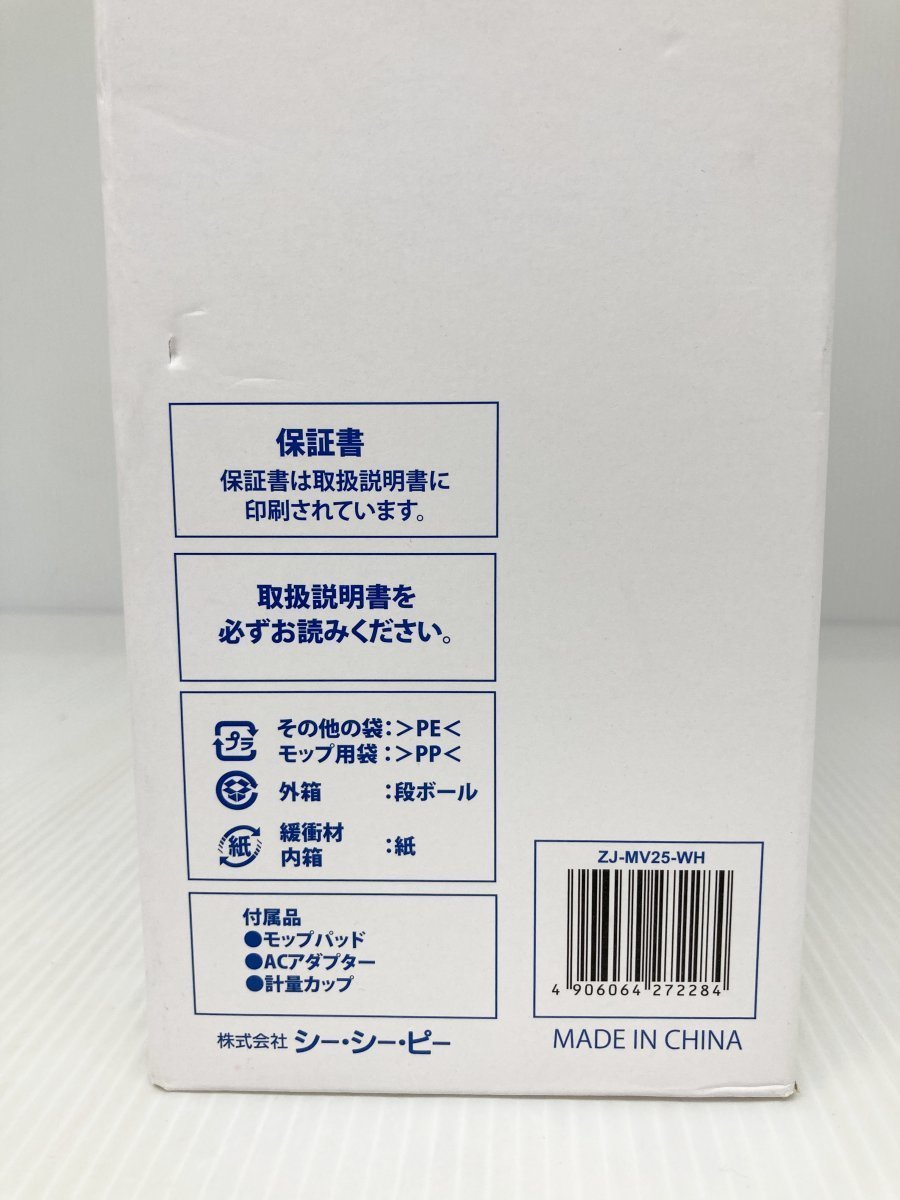 保証書
保証書は取扱説明書に
印刷されています。
取扱説明書を
必ずお読みください。
プラ
その他の袋:>PE<
モップ用袋:>PP<
外箱 :段ボール
紙
緩衝材
内箱 :紙
付属品
●モップパッド
●ACアダプター
●計量カップ
株式会社 シー・シー・ピー
ZJ-MV25-WH
4 906064 272284
MADE IN CHINA